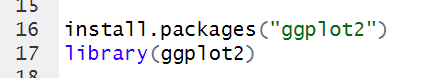 15
16 install.packages("ggplot2")
17 library(ggplot2)
18